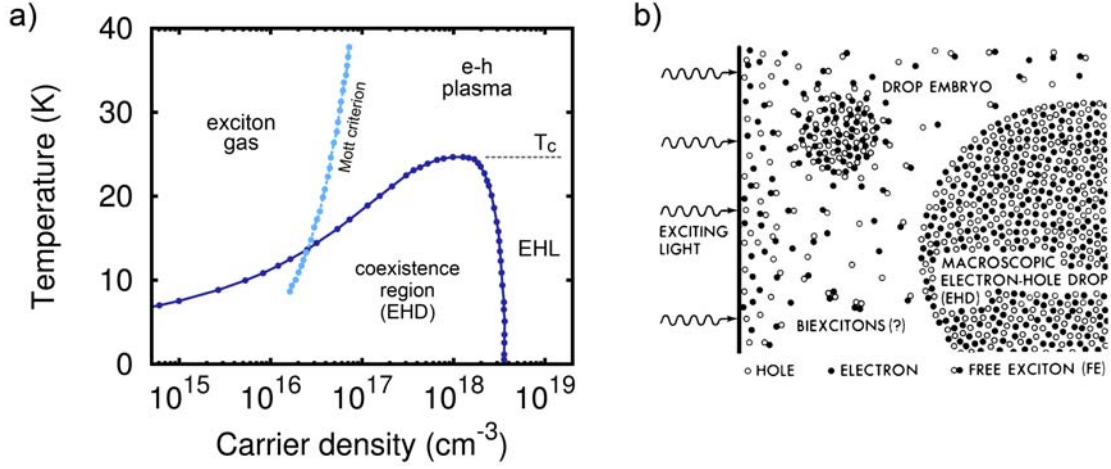 a)
40
30
20
10
0
Temperature (K)
exciton
gas
Mott criterion
e-h
plasma
Tc
EHL
coexistence
region
(EHD)
10^15
10^16
10^17
10^18
10^19
Carrier density (cm^-3)
b)
DROP EMBRYO
EXCITING
LIGHT
MACROSCOPIC
ELECTRON-HOLE DROP
(EHD)
BIEXCITONS(?)
HOLE
ELECTRON
FREE EXCITON (FE)